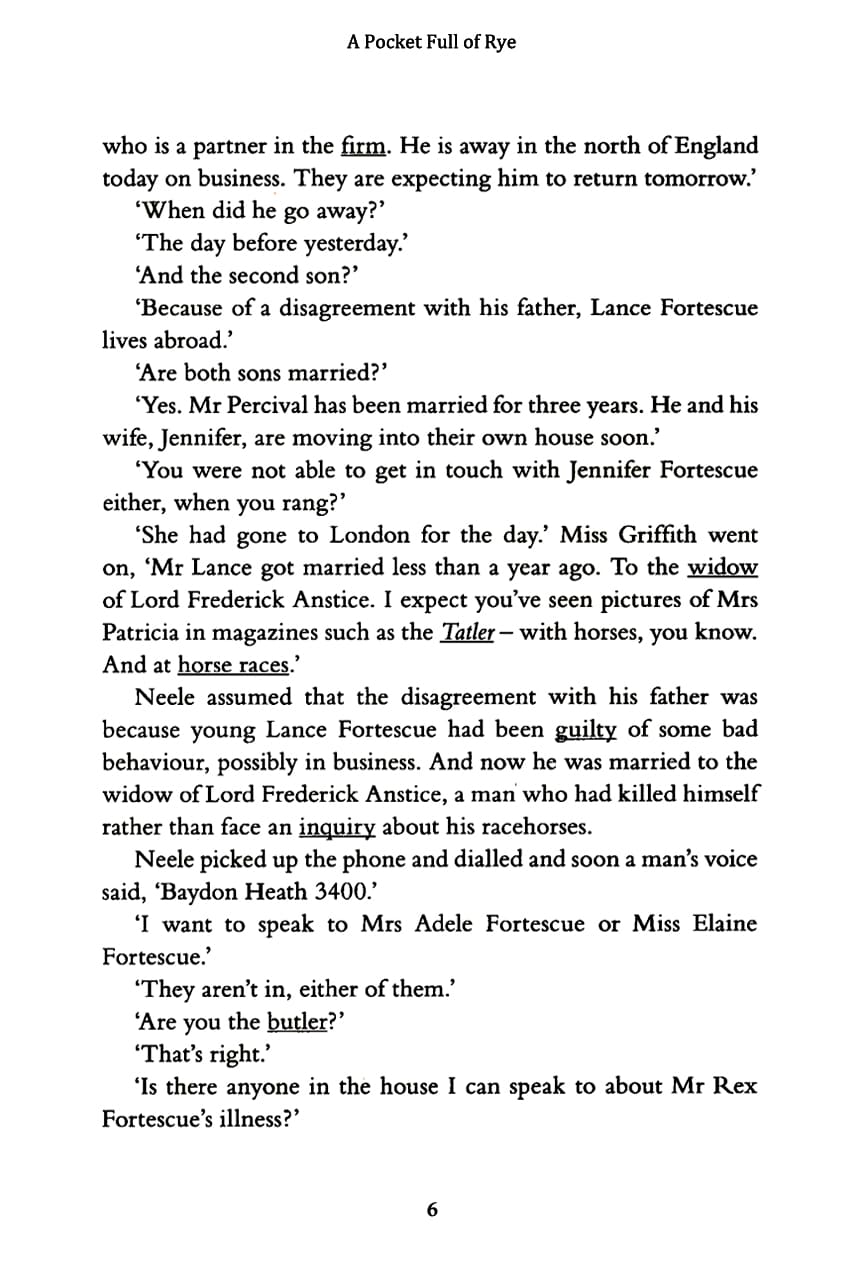 A Pocket Full of Rye
who is a partner in the firm. He is away in the north of England
today on business. They are expecting him to return tomorrow.’
‘When did he go away?’
‘The day before yesterday.’
‘And the second son?’
‘Because of a disagreement with his father, Lance Fortescue
lives abroad.’
‘Are both sons married?’
‘Yes. Mr Percival has been married for three years. He and his
wife, Jennifer, are moving into their own house soon.’
‘You were not able to get in touch with Jennifer Fortescue
either, when you rang?’
‘She had gone to London for the day.’ Miss Griffith went
on, ‘Mr Lance got married less than a year ago. To the widow
of Lord Frederick Anstice. I expect you’ve seen pictures of Mrs
Patricia in magazines such as the Tatler – with horses, you know.
And at horse races.’
Neele assumed that the disagreement with his father was
because young Lance Fortescue had been guilty of some bad
behaviour, possibly in business. And now he was married to the
widow of Lord Frederick Anstice, a man who had killed himself
rather than face an inquiry about his racehorses.
Neele picked up the phone and dialled and soon a man’s voice
said, ‘Baydon Heath 3400.’
‘I want to speak to Mrs Adele Fortescue or Miss Elaine
Fortescue.’
‘They aren’t in, either of them.’
‘Are you the butler?’
‘That’s right.’
‘Is there anyone in the house I can speak to about Mr Rex
Fortescue’s illness?’
6